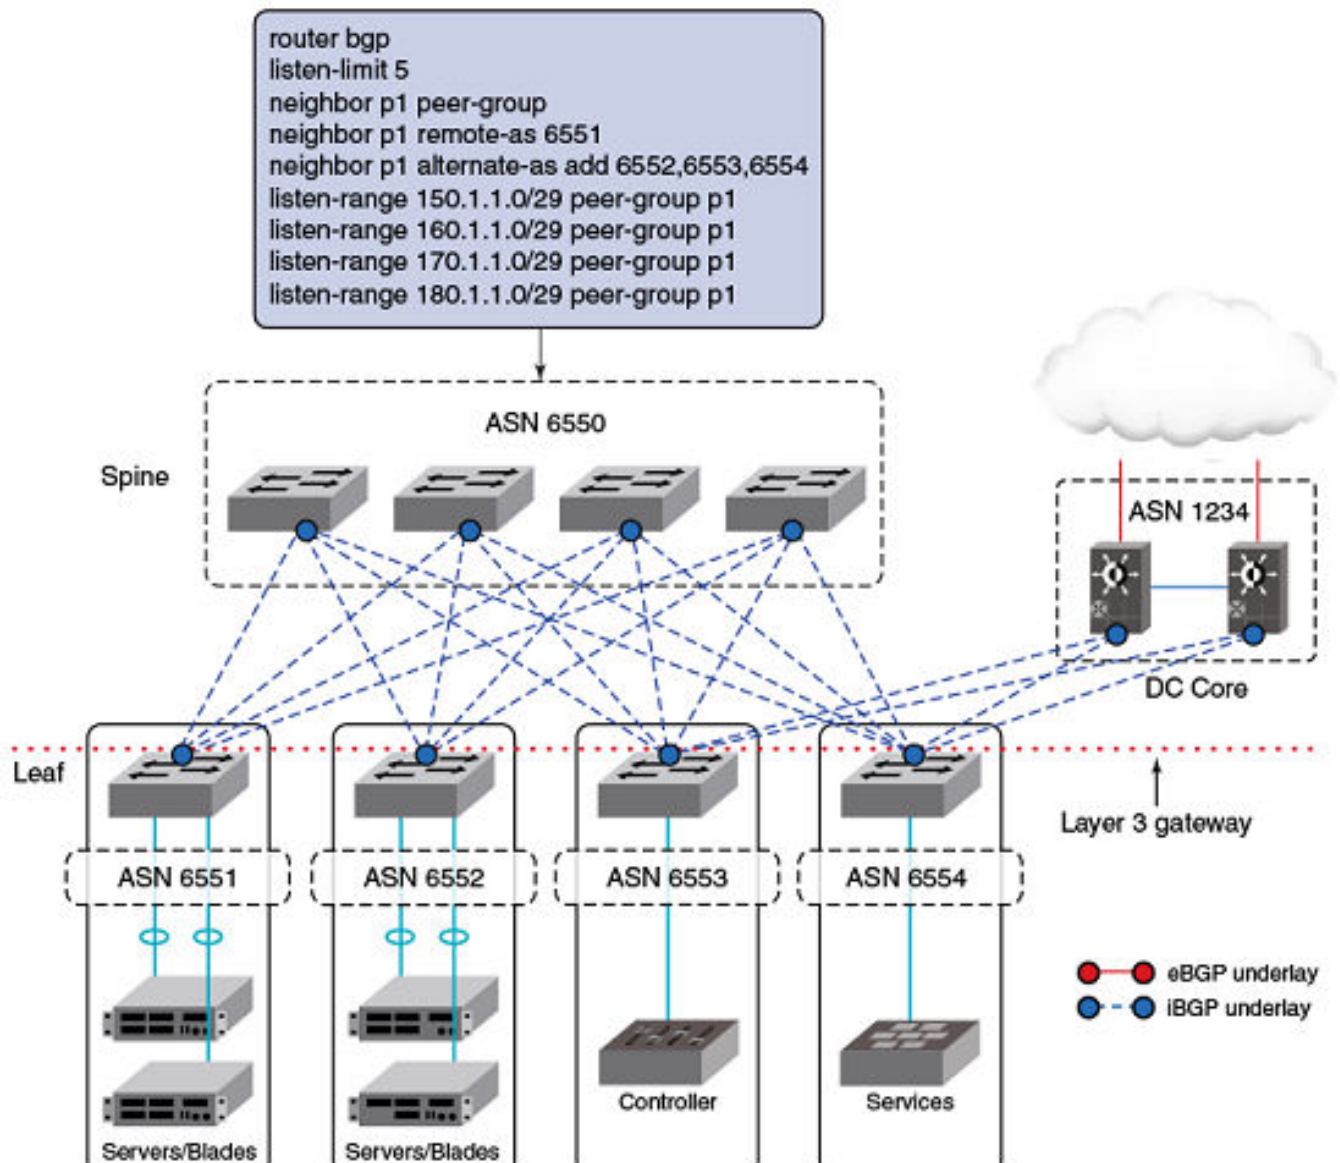 router bgp
listen-limit 5
neighbor p1 peer-group
neighbor p1 remote-as 6551
neighbor p1 alternate-as add 6552,6553,6554
listen-range 150.1.1.0/29 peer-group p1
listen-range 160.1.1.0/29 peer-group p1
listen-range 170.1.1.0/29 peer-group p1
listen-range 180.1.1.0/29 peer-group p1
ASN 6550
Spine
ASN 1234
DC Core
Leaf
Layer 3 gateway
ASN 6551
ASN 6552
ASN 6553
ASN 6554
eBGP underlay
iBGP underlay
Controller
Services
Servers/Blades
Servers/Blades